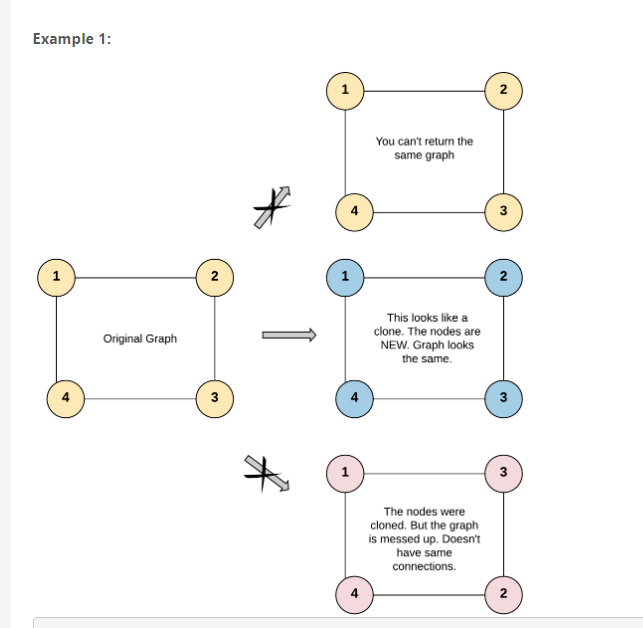 Example 1:
1
2
You can't return the
same graph
4
3
1
2
Original Graph
4
3
1
2
This looks like a
clone. The nodes are
NEW. Graph looks
the same.
4
3
1
3
The nodes were
cloned. But the graph
is messed up. Doesn't
have same
connections.
4
2